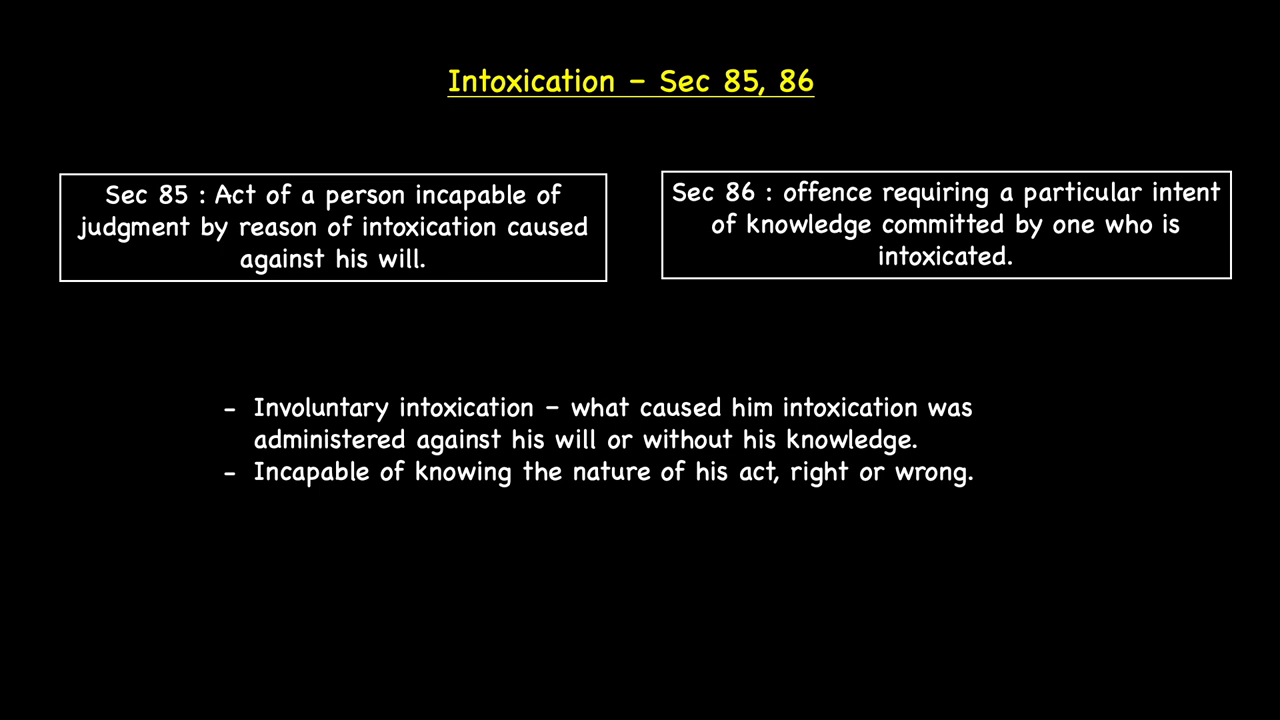 Intoxication – Sec 85, 86
Sec 85 : Act of a person incapable of
judgment by reason of intoxication caused
against his will.
Sec 86 : offence requiring a particular intent
of knowledge committed by one who is
intoxicated.
- Involuntary intoxication – what caused him intoxication was
administered against his will or without his knowledge.
- Incapable of knowing the nature of his act, right or wrong.